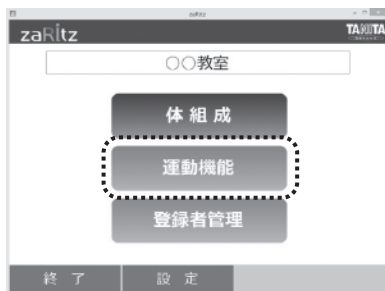 zaRitz
zaRitz
TANITA
○○教室
体組成
運動機能
登録者管理
終 了
設 定